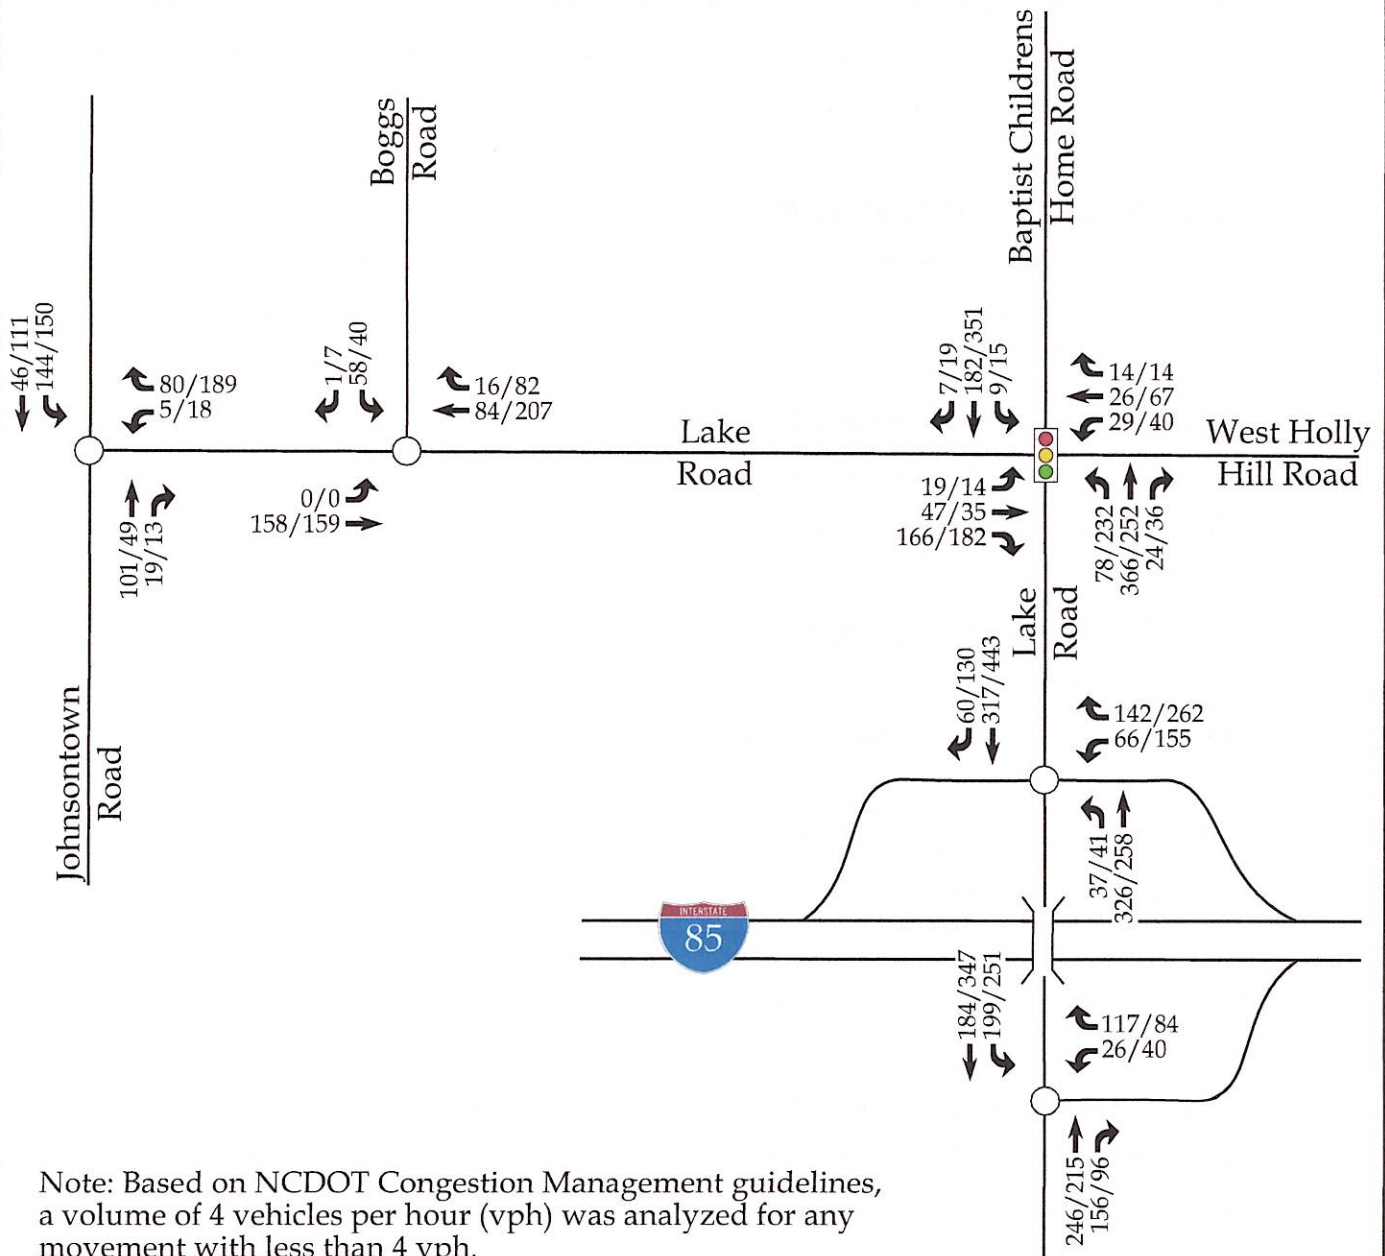 Baptist Childrens
Home Road
Boggs
Road
46/111
144/150
80/189
5/18
1/7
58/40
16/82
84/207
7/19
182/351
9/15
14/14
26/67
29/40
Lake
Road
West Holly
Hill Road
101/49
19/13
0/0
158/159
19/14
47/35
166/182
78/232
366/252
24/36
Lake
Road
Johnsontown
Road
60/130
317/443
142/262
66/155
37/41
326/258
INTERSTATE
85
184/347
199/251
117/84
26/40
246/215
156/96
Note: Based on NCDOT Congestion Management guidelines,
a volume of 4 vehicles per hour (vph) was analyzed for any
movement with less than 4 vph.